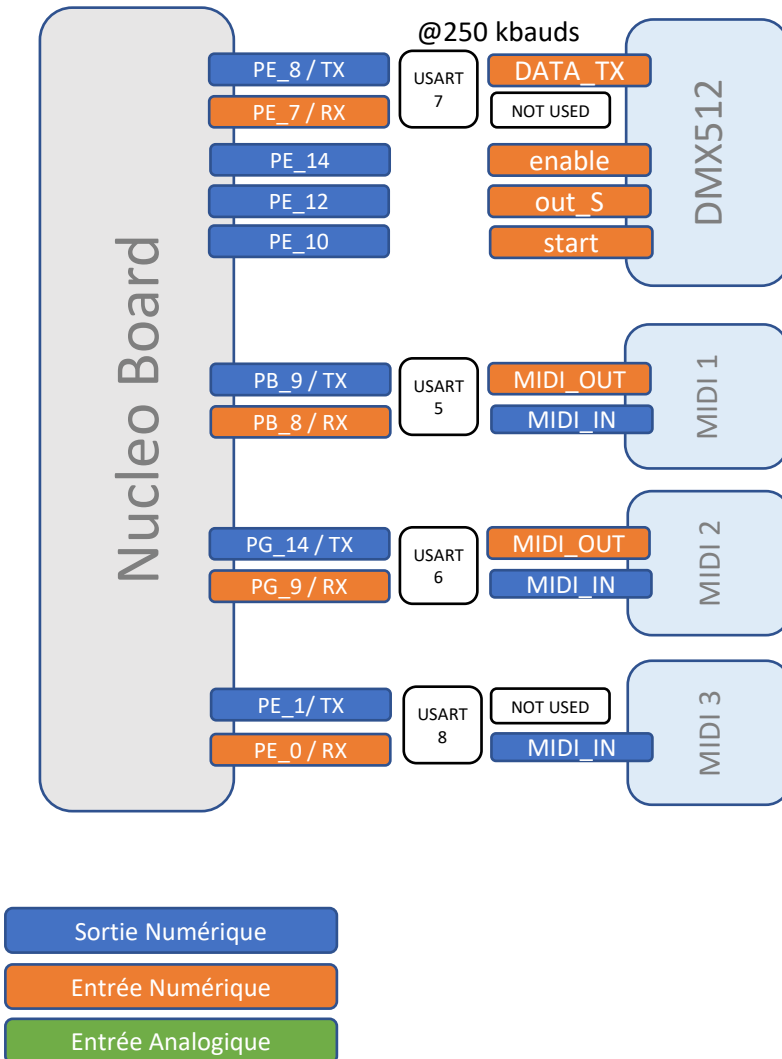 @250 kbauds
PE_8 / TX
USART
7
DATA_TX
PE_7 / RX
NOT USED
PE_14
enable
PE_12
out_S
PE_10
start
DMX512
Nucleo Board
PB_9 / TX
USART
5
MIDI_OUT
PB_8 / RX
MIDI_IN
MIDI 1
PG_14 / TX
USART
6
MIDI_OUT
PG_9 / RX
MIDI_IN
MIDI 2
PE_1/ TX
USART
8
NOT USED
PE_0 / RX
MIDI_IN
MIDI 3
Sortie Numérique
Entrée Numérique
Entrée Analogique